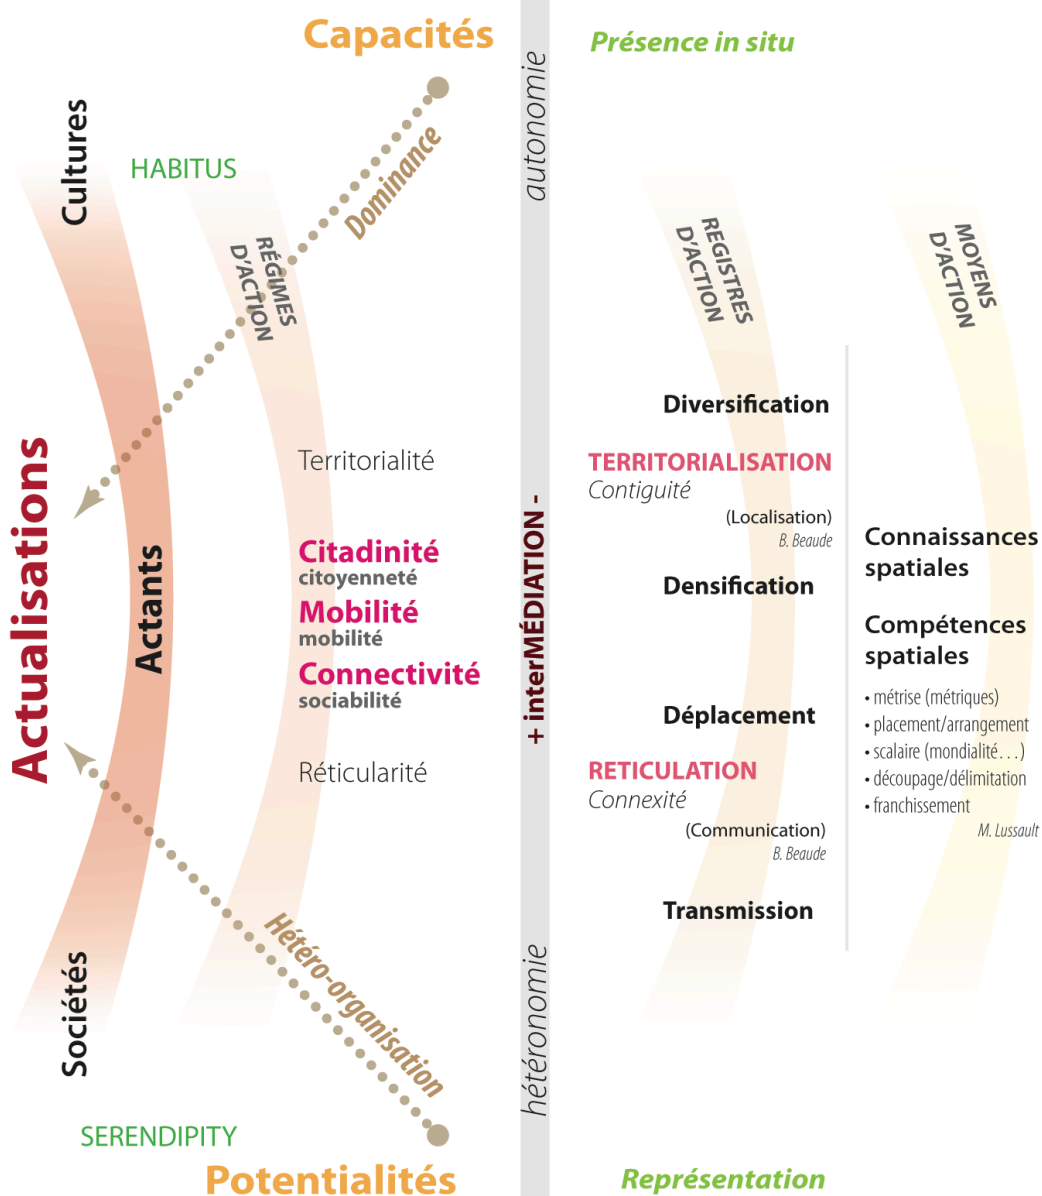 Capacités
Présence in situ
autonomie
Cultures
HABITUS
Dominance
RÉGIMES
D'ACTION
REGISTRES
D'ACTION
MOYENS
D'ACTION
Actualisations
Actants
Territorialité
Citadinité
citoyenneté
Mobilité
mobilité
Connectivité
sociabilité
Réticularité
+ interMÉDIATION -
Diversification
TERRITORIALISATION
Contiguité
(Localisation)
B. Beaude
Densification
Déplacement
RETICULATION
Connexité
(Communication)
B. Beaude
Transmission
Connaissances
spatiales
Compétences
spatiales
• métrise (métriques)
• placement/arrangement
• scalaire (mondialité...)
• découpage/délimitation
• franchissement
M. Lussault
Sociétés
Hétéro-organisation
hétéronomie
SERENDIPITY
Potentialités
Représentation